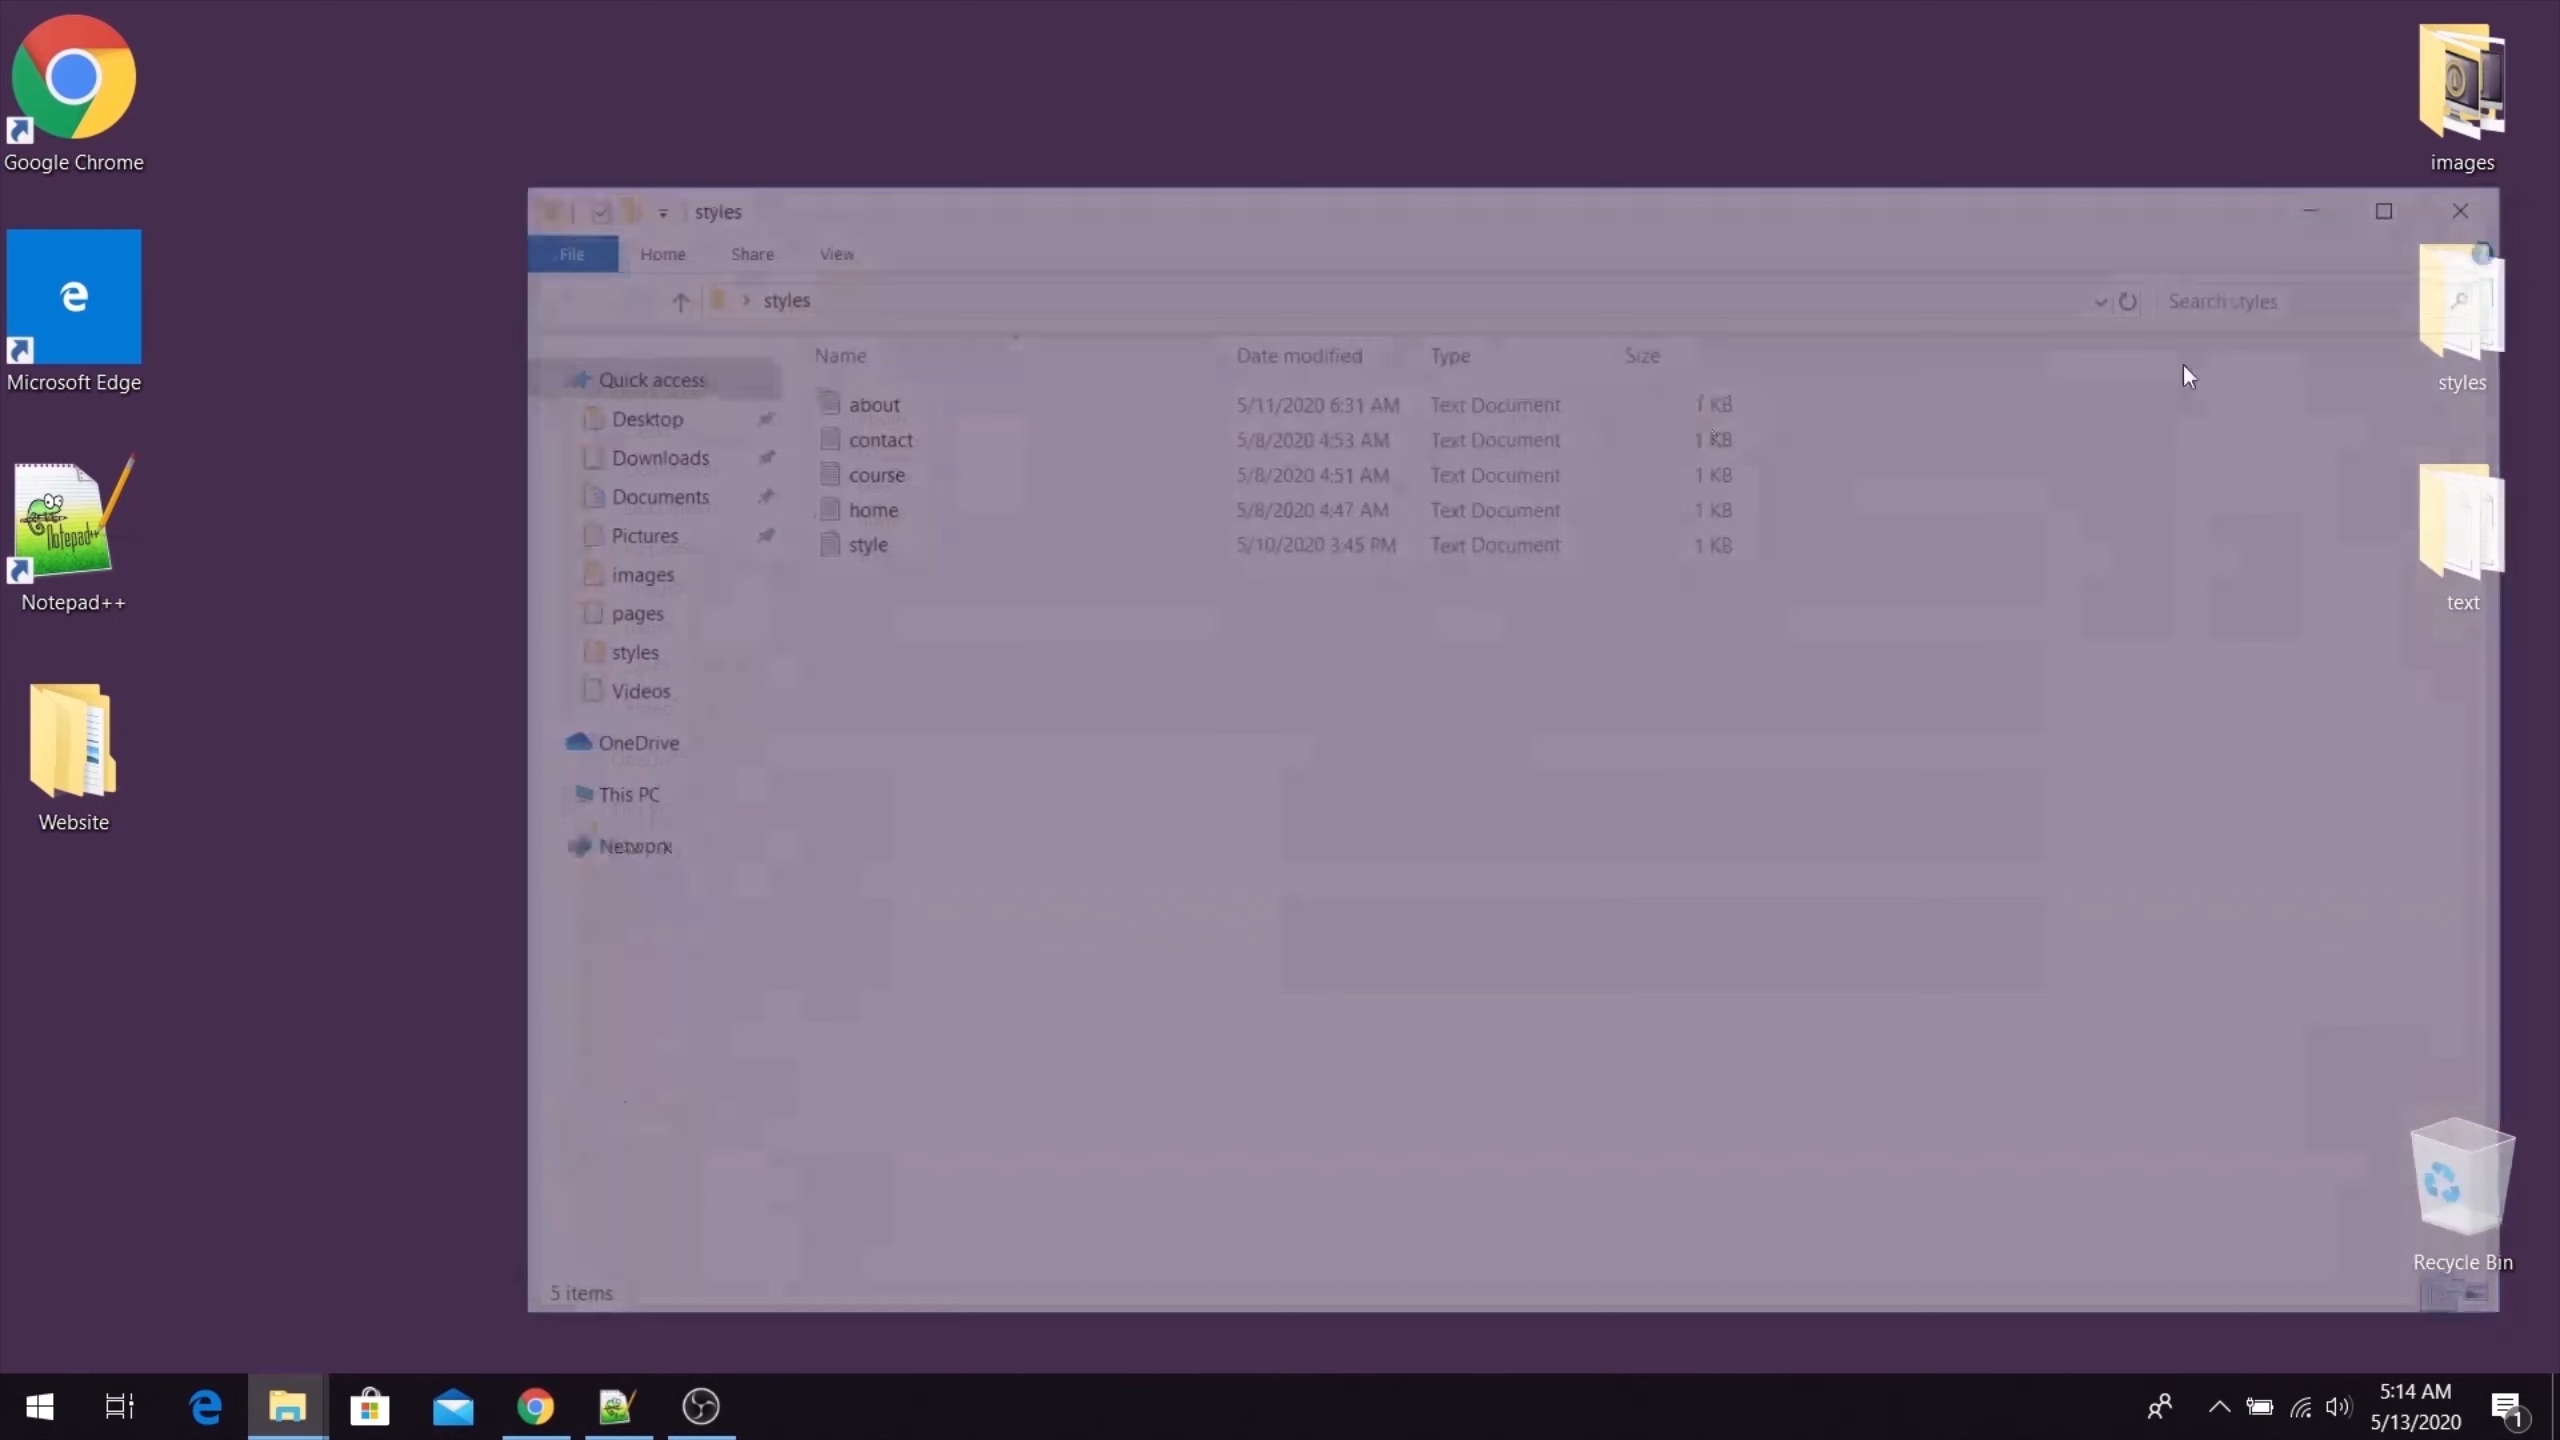 Google Chrome
Microsoft Edge
Notepad++
Website
images
styles
text
Recycle Bin
styles
File Home Share View
styles
Search styles
Name Date modified Type Size
about 5/11/2020 6:31 AM Text Document 1 KB
contact 5/8/2020 4:53 AM Text Document 1 KB
course 5/8/2020 4:51 AM Text Document 1 KB
home 5/8/2020 4:47 AM Text Document 1 KB
style 5/10/2020 3:45 PM Text Document 1 KB
Quick access
Desktop
Downloads
Documents
Pictures
images
pages
styles
Videos
OneDrive
This PC
Network
5 items
5:14 AM
5/13/2020
1